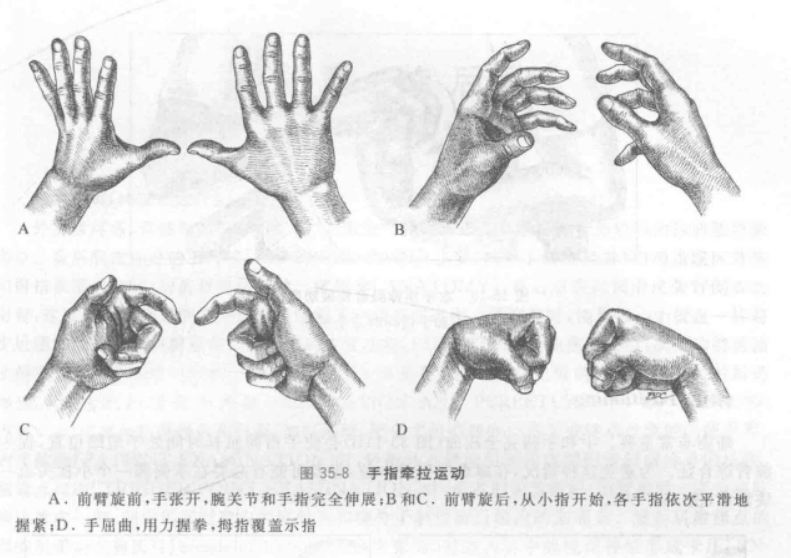 A
B
C
D
图 35-8 手指牵拉运动
A. 前臂旋前,手张开,腕关节和手指完全伸展;B和C. 前臂旋后,从小指开始,各手指依次平滑地
握紧;D. 手屈曲,用力握拳,拇指覆盖示指